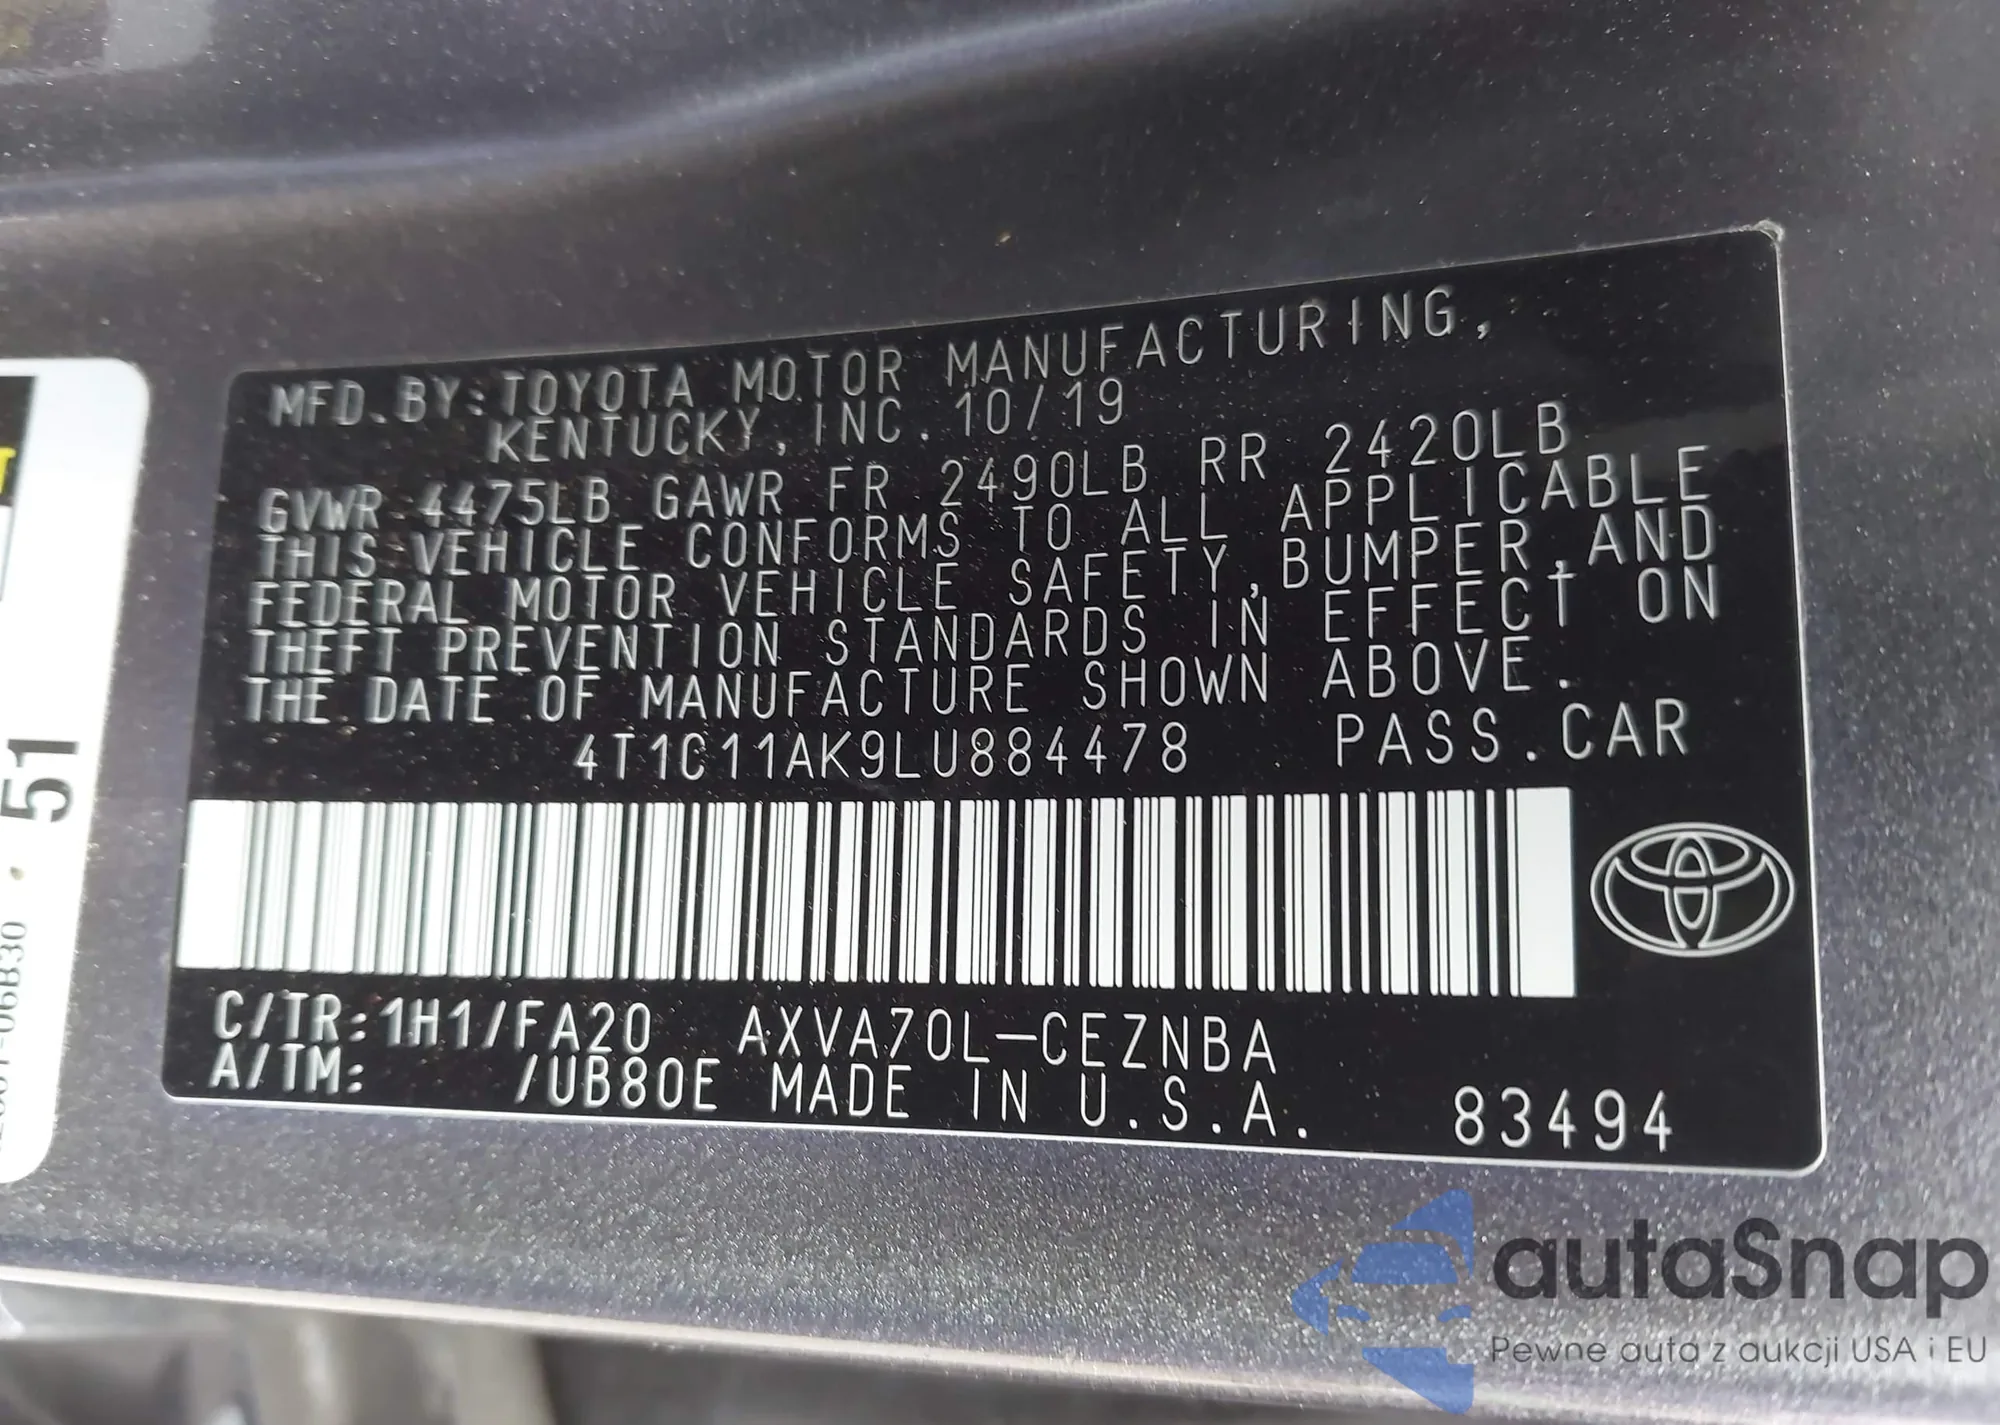 MFD. BY: TOYOTA MOTOR MANUFACTURING,
KENTUCKY, INC. 10/19
GVWR 4475LB GAWR FR 2490LB RR 2420LB
THIS VEHICLE CONFORMS TO ALL APPLICABLE
FEDERAL MOTOR VEHICLE SAFETY, BUMPER, AND
THEFT PREVENTION STANDARDS IN EFFECT ON
THE DATE OF MANUFACTURE SHOWN ABOVE.
4T1C11AK9LU884478 PASS. CAR
C/TR: 1H1/FA20 AXVA70L-CEZNBA
A/TM: /UB80E MADE IN U.S.A. 83494
51
autaSnap
Pewne auta z aukcji USA i EU